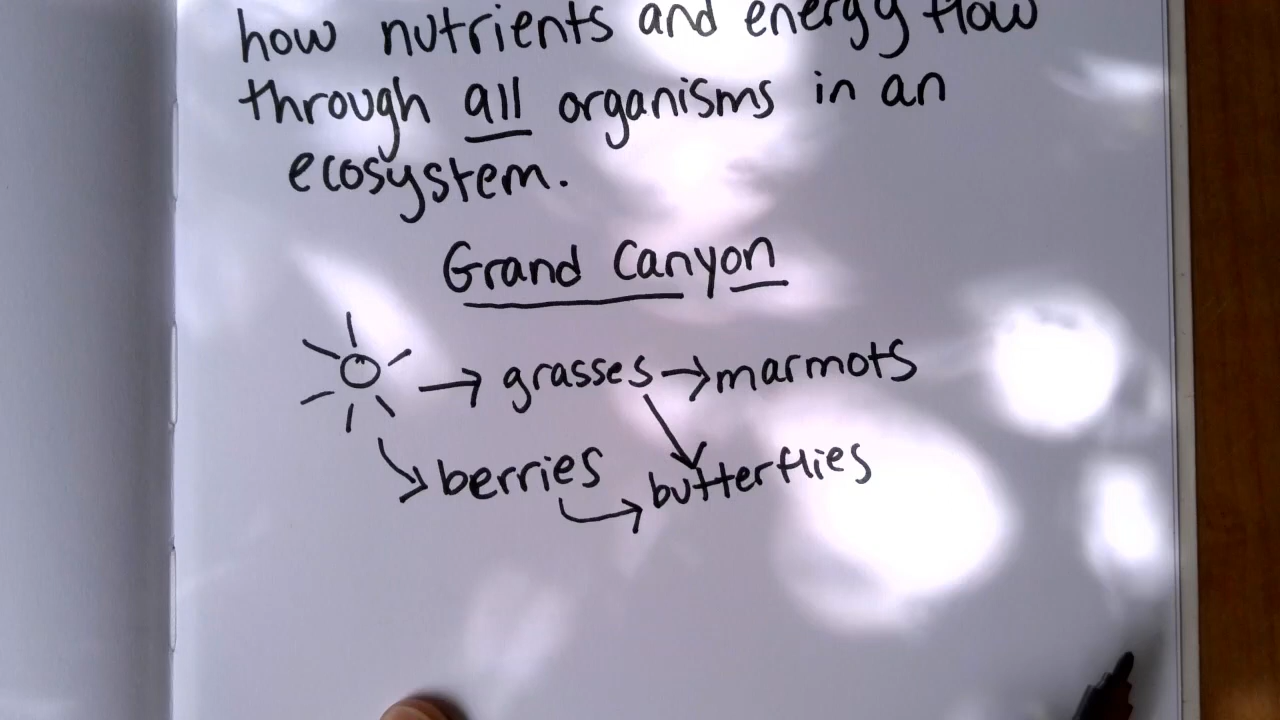 how nutrients and energy flow
through all organisms in an
ecosystem.
Grand Canyon
→ grasses → marmots
berries → butterflies